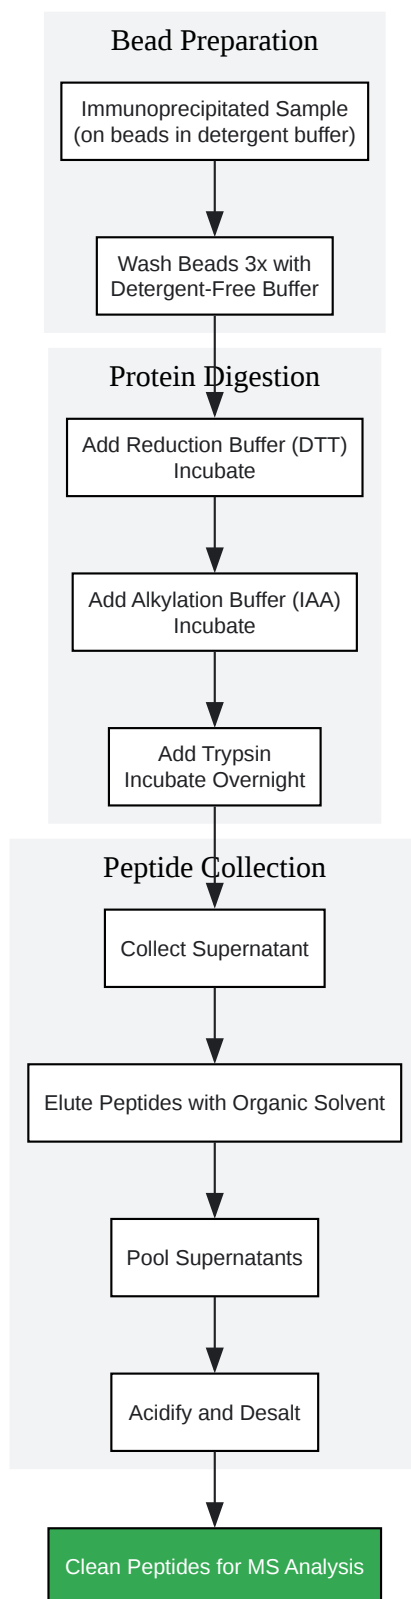 Bead Preparation
Immunoprecipitated Sample
(on beads in detergent buffer)
Wash Beads 3x with
Detergent-Free Buffer
Protein Digestion
Add Reduction Buffer (DTT)
Incubate
Add Alkylation Buffer (IAA)
Incubate
Add Trypsin
Incubate Overnight
Peptide Collection
Collect Supernatant
Elute Peptides with Organic Solvent
Pool Supernatants
Acidify and Desalt
Clean Peptides for MS Analysis